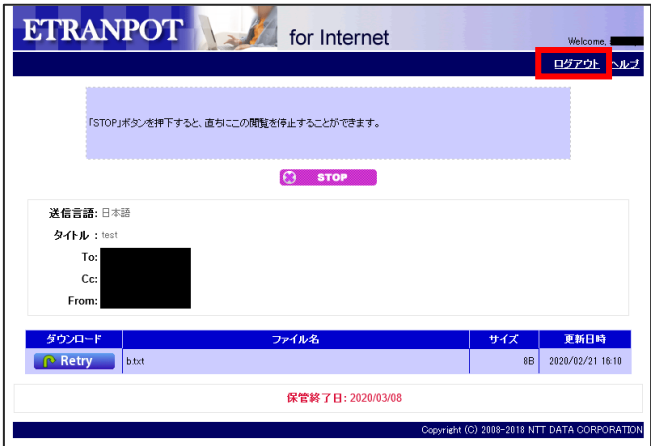 ETRANPOT for Internet
Welcome,
ログアウト ヘルプ
「STOP」ボタンを押下すると、直ちにこの閲覧を停止することができます。
STOP
送信言語: 日本語
タイトル : test
To:
Cc:
From:
ダウンロード ファイル名 サイズ 更新日時
Retry b.txt 8B 2020/02/21 16:10
保管終了日: 2020/03/08
Copyright (C) 2008-2018 NTT DATA CORPORATION